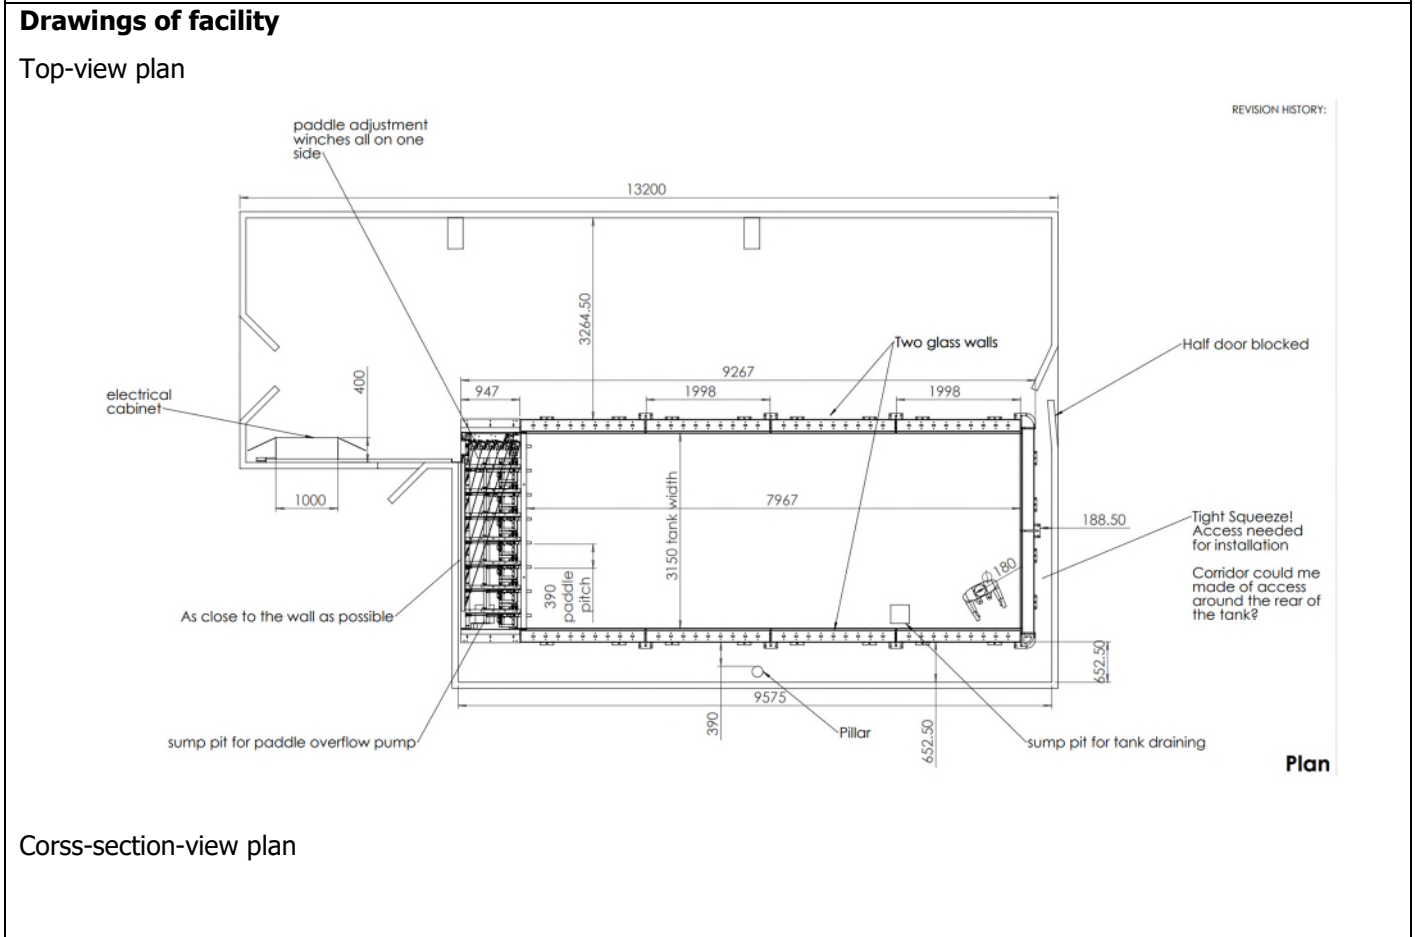 Drawings of facility
Top-view plan
REVISION HISTORY:
paddle adjustment
winches all on one
side
13200
3264.50
Two glass walls
Half door blocked
9267
400
947
1998
1998
electrical
cabinet
1000
3150 tank width
7967
188.50
Tight Squeeze!
Access needed
for installation
180
390
paddle
pitch
Corridor could me
made of access
around the rear of
the tank?
As close to the wall as possible
652.50
9575
390
652.50
Pillar
sump pit for paddle overflow pump
sump pit for tank draining
Plan
Corss-section-view plan